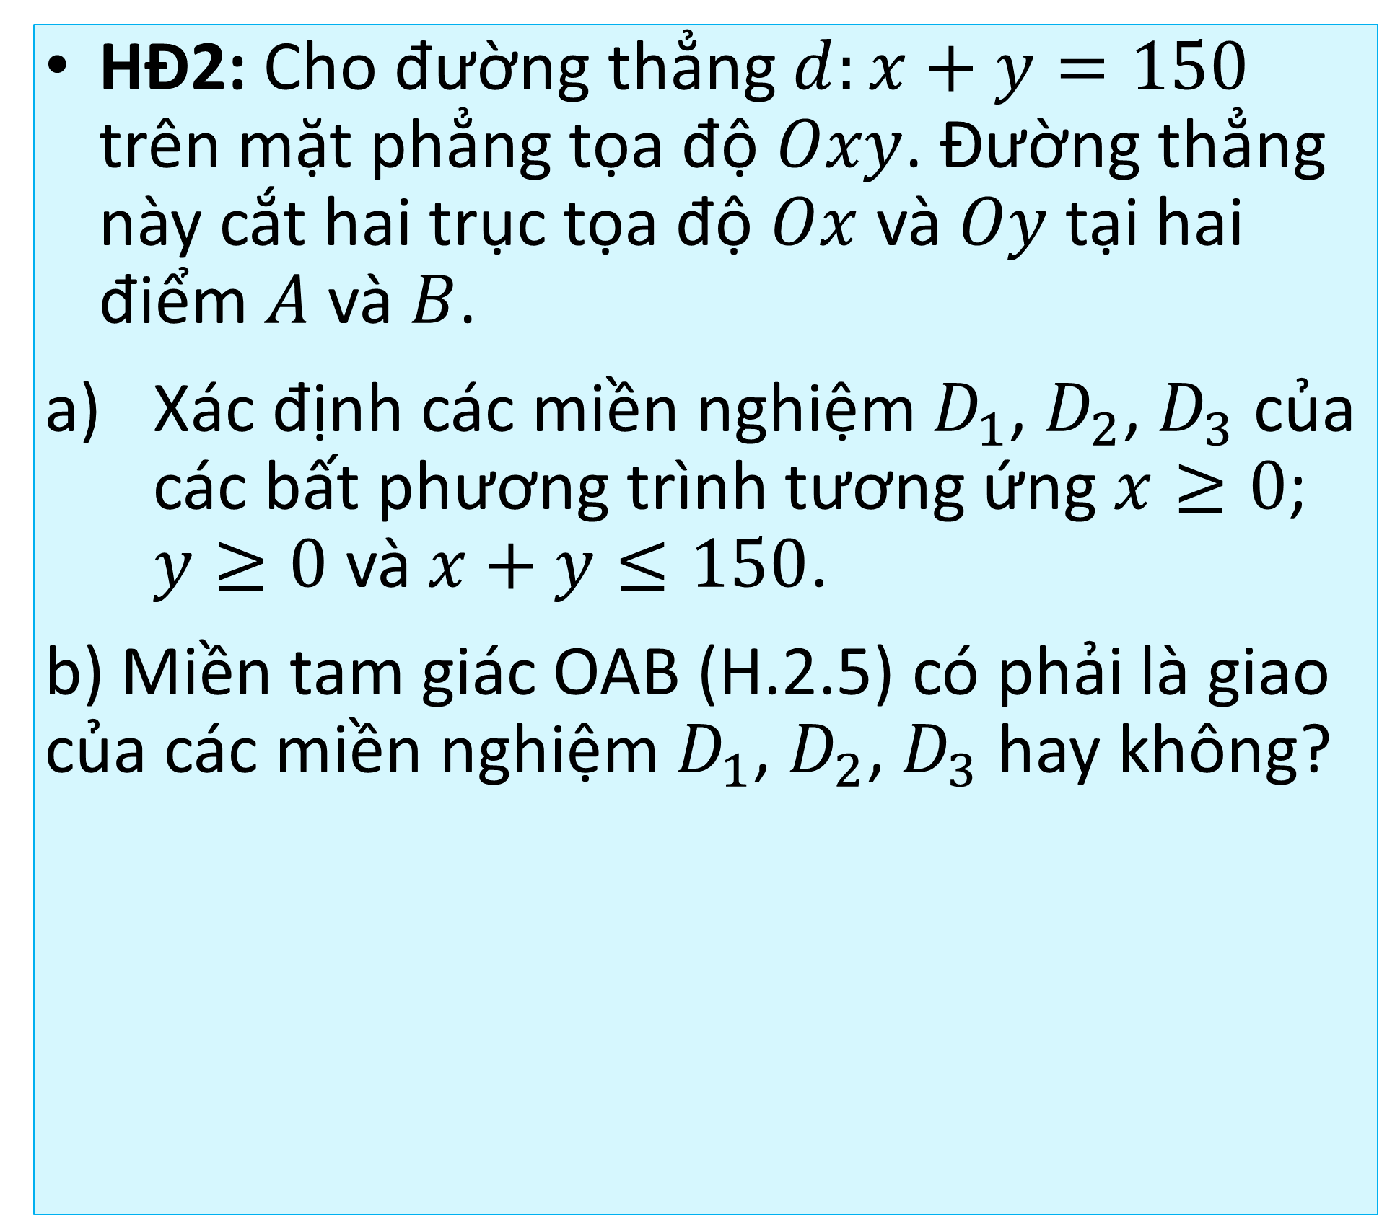 • HĐ2: Cho đường thẳng d: x + y = 150
trên mặt phẳng tọa độ Oxy. Đường thẳng
này cắt hai trục tọa độ Ox và Oy tại hai
điểm A và B.
a) Xác định các miền nghiệm D₁, D₂, D₃ của
các bất phương trình tương ứng x ≥ 0;
y ≥ 0 và x + y ≤ 150.
b) Miền tam giác OAB (H.2.5) có phải là giao
của các miền nghiệm D₁, D₂, D₃ hay không?